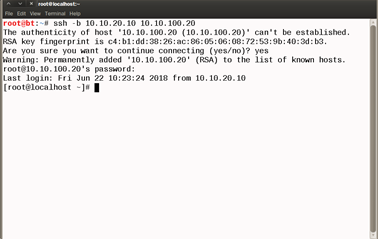 root@localhost:~
File Edit View Terminal Help
root@bt:~# ssh -b 10.10.20.10 10.10.100.20
The authenticity of host '10.10.100.20 (10.10.100.20)' can't be established.
RSA key fingerprint is c4:b1:dd:38:26:ac:86:05:06:08:72:53:9b:40:3d:b3.
Are you sure you want to continue connecting (yes/no)? yes
Warning: Permanently added '10.10.100.20' (RSA) to the list of known hosts.
root@10.10.100.20's password:
Last login: Fri Jun 22 10:23:24 2018 from 10.10.20.10
[root@localhost ~]#